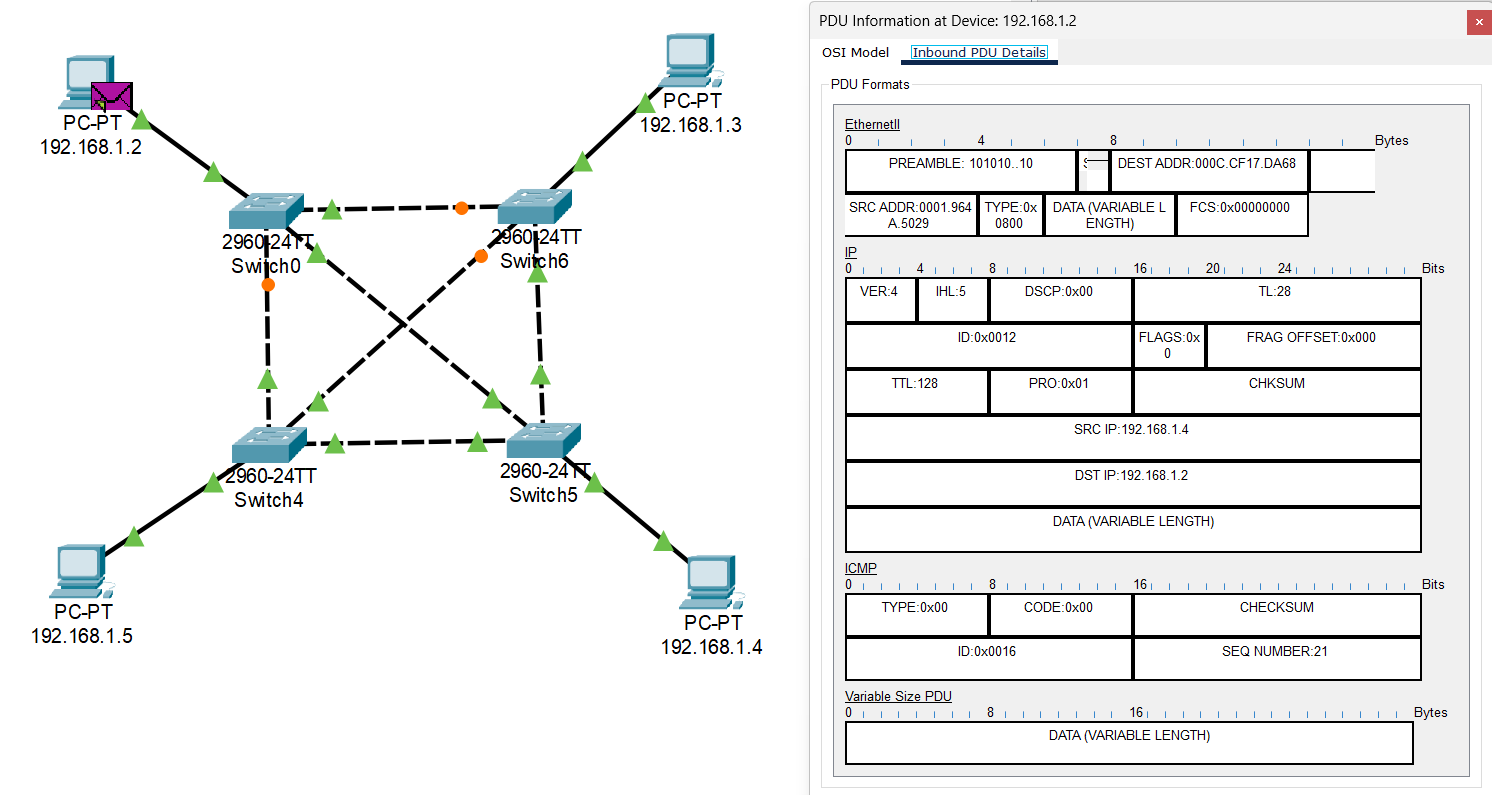 PC-PT
192.168.1.2
PC-PT
192.168.1.3
2960-24TT
Switch0
2960-24TT
Switch6
2960-24TT
Switch4
2960-24TT
Switch5
PC-PT
192.168.1.5
PC-PT
192.168.1.4
PDU Information at Device: 192.168.1.2
×
OSI Model Inbound PDU Details
PDU Formats
EthernetII
0 4 8 Bytes
PREAMBLE: 101010..10
DEST ADDR:000C.CF17.DA68
SRC ADDR:0001.964
A.5029
TYPE:0x
0800
DATA (VARIABLE L
ENGTH)
FCS:0x00000000
IP
0 4 8 16 20 24 Bits
VER:4 IHL:5 DSCP:0x00 TL:28
ID:0x0012
FLAGS:0x
0
FRAG OFFSET:0x000
TTL:128 PRO:0x01 CHKSUM
SRC IP:192.168.1.4
DST IP:192.168.1.2
DATA (VARIABLE LENGTH)
ICMP
0 8 16 Bits
TYPE:0x00 CODE:0x00 CHECKSUM
ID:0x0016 SEQ NUMBER:21
Variable Size PDU
0 8 16 Bytes
DATA (VARIABLE LENGTH)